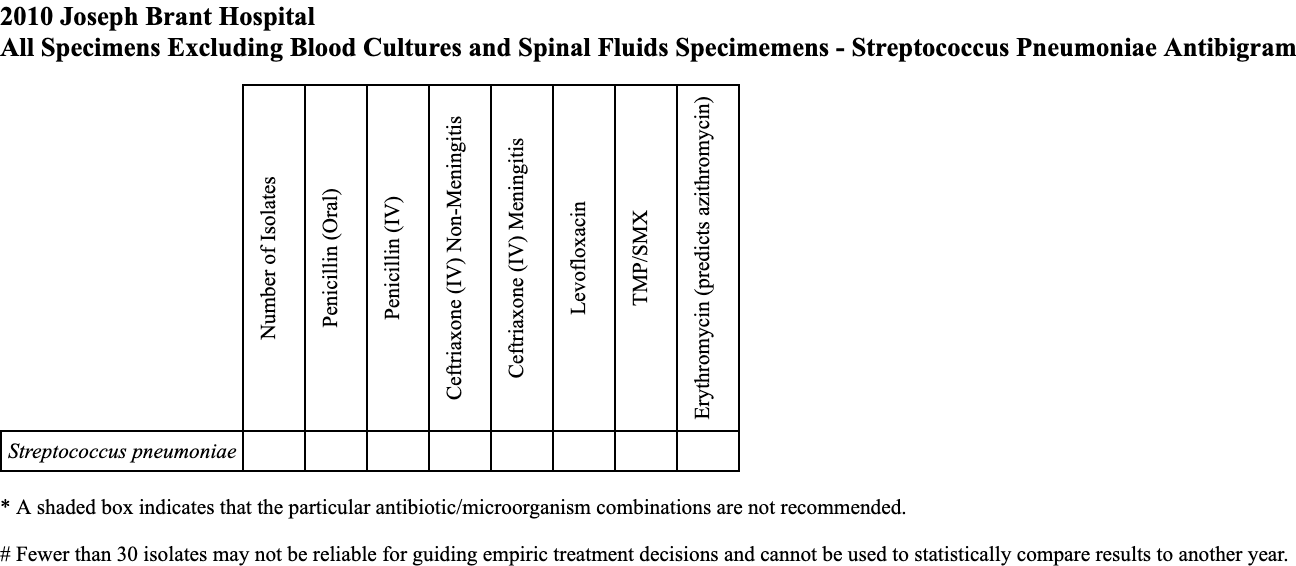 2010 Joseph Brant Hospital
All Specimens Excluding Blood Cultures and Spinal Fluids Specimemens - Streptococcus Pneumoniae Antibigram
Number of Isolates
Penicillin (Oral)
Penicillin (IV)
Ceftriaxone (IV) Non-Meningitis
Ceftriaxone (IV) Meningitis
Levofloxacin
TMP/SMX
Erythromycin (predicts azithromycin)
Streptococcus pneumoniae
* A shaded box indicates that the particular antibiotic/microorganism combinations are not recommended.
# Fewer than 30 isolates may not be reliable for guiding empiric treatment decisions and cannot be used to statistically compare results to another year.